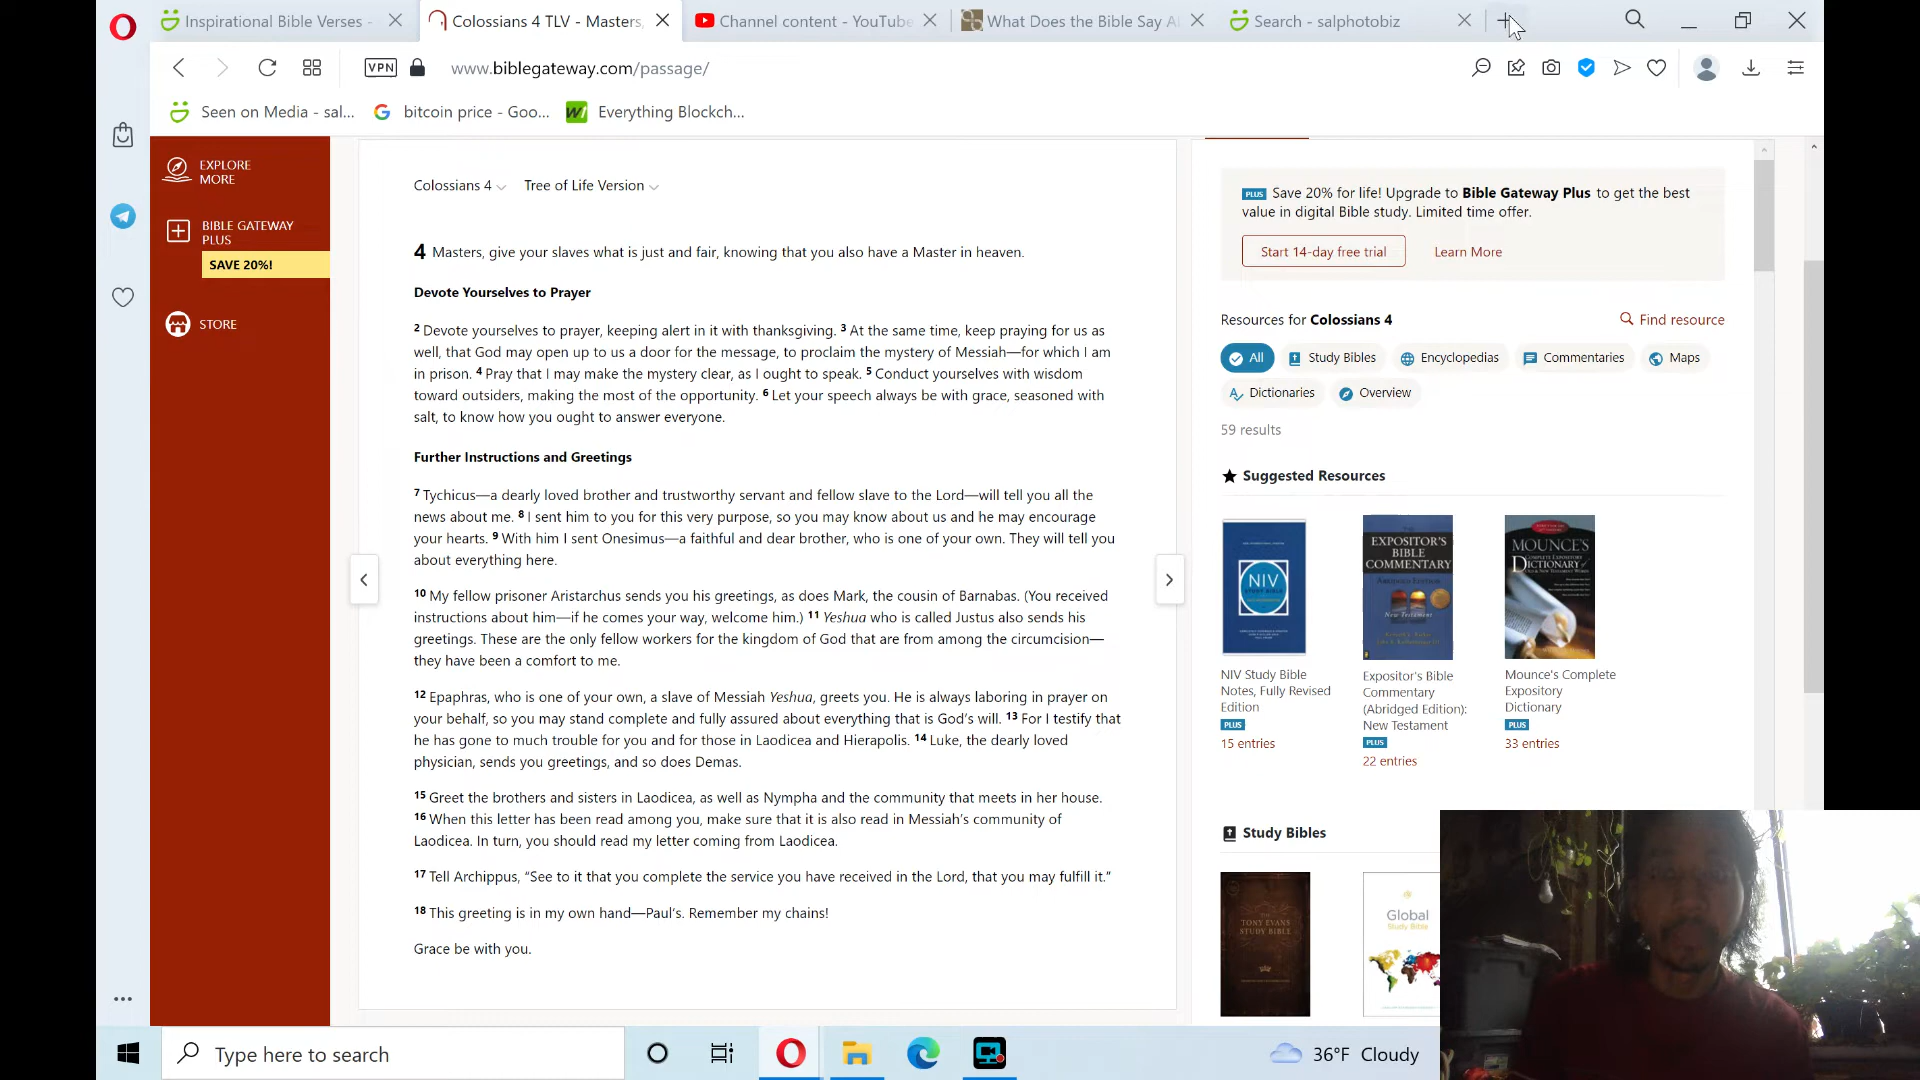 Inspirational Bible Verses -
Colossians 4 TLV - Masters,
Channel content - YouTube
What Does the Bible Say Al
Search - salphotobiz
VPN
www.biblegateway.com/passage/
Seen on Media - sal...
bitcoin price - Goo...
Everything Blockch...
EXPLORE
MORE
BIBLE GATEWAY
PLUS
SAVE 20%!
STORE
Colossians 4
Tree of Life Version
4 Masters, give your slaves what is just and fair, knowing that you also have a Master in heaven.
Devote Yourselves to Prayer
2 Devote yourselves to prayer, keeping alert in it with thanksgiving. 3 At the same time, keep praying for us as
well, that God may open up to us a door for the message, to proclaim the mystery of Messiah—for which I am
in prison. 4 Pray that I may make the mystery clear, as I ought to speak. 5 Conduct yourselves with wisdom
toward outsiders, making the most of the opportunity. 6 Let your speech always be with grace, seasoned with
salt, to know how you ought to answer everyone.
Further Instructions and Greetings
7 Tychicus—a dearly loved brother and trustworthy servant and fellow slave to the Lord—will tell you all the
news about me. 8 I sent him to you for this very purpose, so you may know about us and he may encourage
your hearts. 9 With him I sent Onesimus—a faithful and dear brother, who is one of your own. They will tell you
about everything here.
10 My fellow prisoner Aristarchus sends you his greetings, as does Mark, the cousin of Barnabas. (You received
instructions about him—if he comes your way, welcome him.) 11 Yeshua who is called Justus also sends his
greetings. These are the only fellow workers for the kingdom of God that are from among the circumcision—
they have been a comfort to me.
12 Epaphras, who is one of your own, a slave of Messiah Yeshua, greets you. He is always laboring in prayer on
your behalf, so you may stand complete and fully assured about everything that is God's will. 13 For I testify that
he has gone to much trouble for you and for those in Laodicea and Hierapolis. 14 Luke, the dearly loved
physician, sends you greetings, and so does Demas.
15 Greet the brothers and sisters in Laodicea, as well as Nympha and the community that meets in her house.
16 When this letter has been read among you, make sure that it is also read in Messiah's community of
Laodicea. In turn, you should read my letter coming from Laodicea.
17 Tell Archippus, “See to it that you complete the service you have received in the Lord, that you may fulfill it.”
18 This greeting is in my own hand—Paul's. Remember my chains!
Grace be with you.
PLUS Save 20% for life! Upgrade to Bible Gateway Plus to get the best
value in digital Bible study. Limited time offer.
Start 14-day free trial
Learn More
Resources for Colossians 4
Find resource
All
Study Bibles
Encyclopedias
Commentaries
Maps
Dictionaries
Overview
59 results
Suggested Resources
NIV
EXPOSITOR'S
BIBLE
COMMENTARY
ABRIDGED EDITION
New Testament
MOUNCE'S
COMPLETE EXPOSITORY
DICTIONARY
NIV Study Bible
Notes, Fully Revised
Edition
PLUS
15 entries
Expositor's Bible
Commentary
(Abridged Edition):
New Testament
PLUS
22 entries
Mounce's Complete
Expository
Dictionary
PLUS
33 entries
Study Bibles
THE
TONY EVANS
STUDY BIBLE
Global
Study Bible
Type here to search
36°F Cloudy